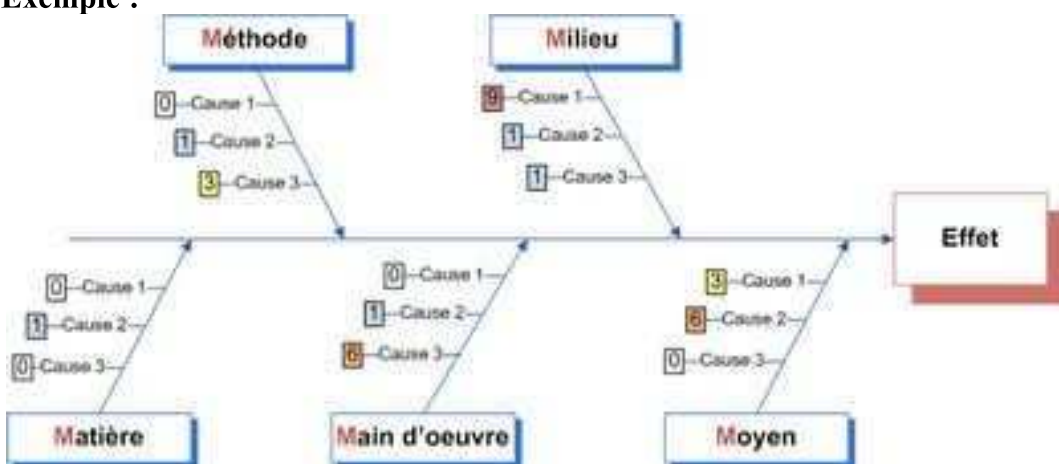 Exemple :
Méthode
Milieu
0 Cause 1
1 Cause 2
3 Cause 3
9 Cause 1
1 Cause 2
1 Cause 3
Effet
0 Cause 1
1 Cause 2
0 Cause 3
0 Cause 1
1 Cause 2
6 Cause 3
3 Cause 1
6 Cause 2
0 Cause 3
Matière
Main d'oeuvre
Moyen